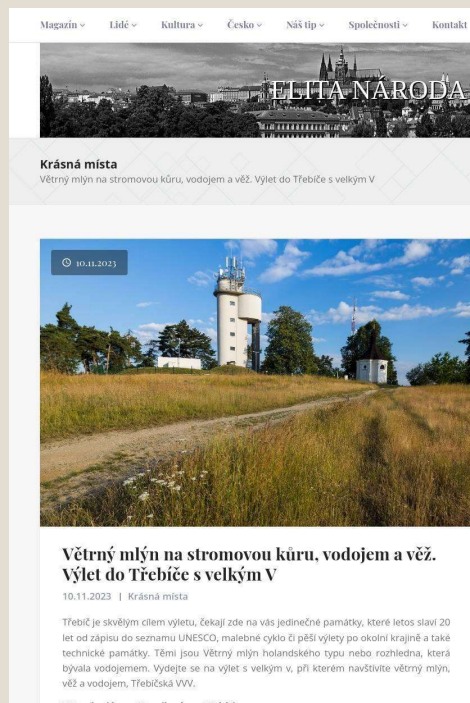 Magazín Lidé Kultura Česko Náš tip Společnosti Kontakt
ELITA NÁRODA
Krásná místa
Větrný mlýn na stromovou kůru, vodojem a věž. Výlet do Třebíče s velkým V
10.11.2023
Větrný mlýn na stromovou kůru, vodojem a věž.
Výlet do Třebíče s velkým V
10.11.2023 | Krásná místa
Třebíč je skvělým cílem výletu, čekají zde na vás jedinečné památky, které letos slaví 20
let od zápisu do seznamu UNESCO, malebné cyklo či pěší výlety po okolní krajině a také
technické památky. Těmi jsou Větrný mlýn holandského typu nebo rozhledna, která
bývala vodojemem. Vydejte se na výlet s velkým v, při kterém navštívíte větrný mlýn,
věž a vodojem, Třebíčská VVV.